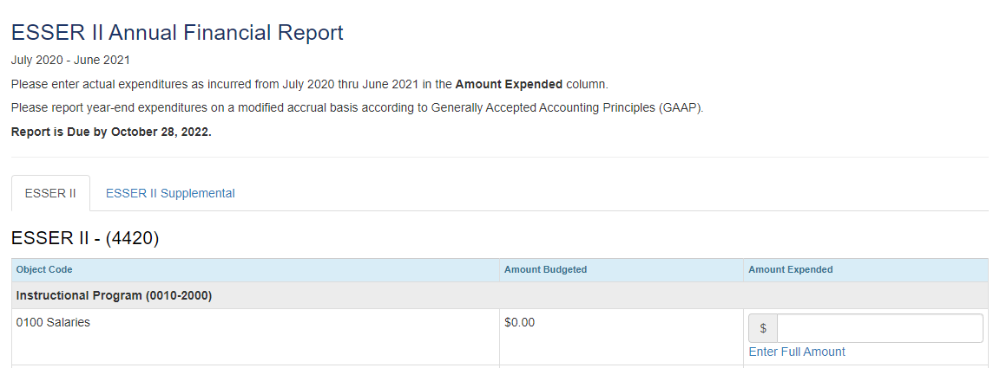 ESSER II Annual Financial Report
July 2020 - June 2021
Please enter actual expenditures as incurred from July 2020 thru June 2021 in the Amount Expended column.
Please report year-end expenditures on a modified accrual basis according to Generally Accepted Accounting Principles (GAAP).
Report is Due by October 28, 2022.
ESSER II ESSER II Supplemental
ESSER II - (4420)
Object Code Amount Budgeted Amount Expended
Instructional Program (0010-2000)
0100 Salaries $0.00 $
Enter Full Amount